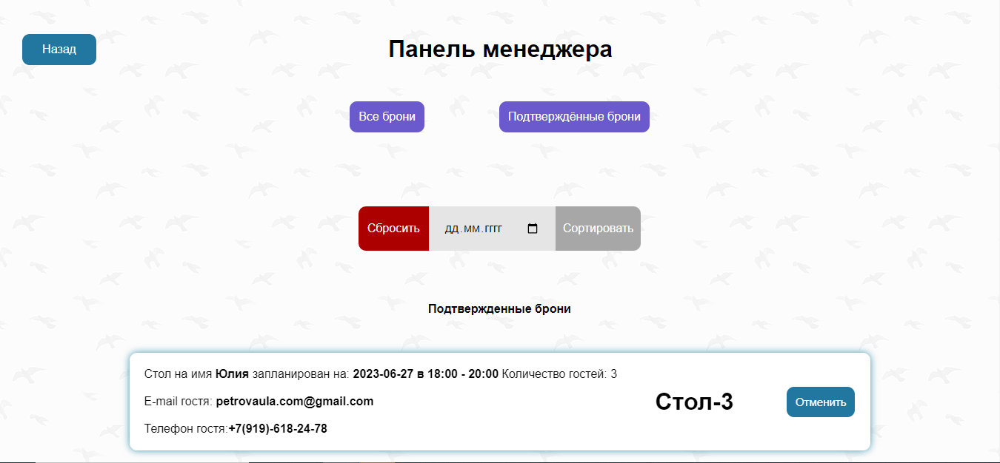 Назад
Панель менеджера
Все брони
Подтверждённые брони
Сбросить
дд.мм.гггг
Сортировать
Подтвержденные брони
Стол на имя Юлия запланирован на: 2023-06-27 в 18:00 - 20:00 Количество гостей: 3
E-mail гостя: petrovaula.com@gmail.com
Телефон гостя:+7(919)-618-24-78
Стол-3
Отменить